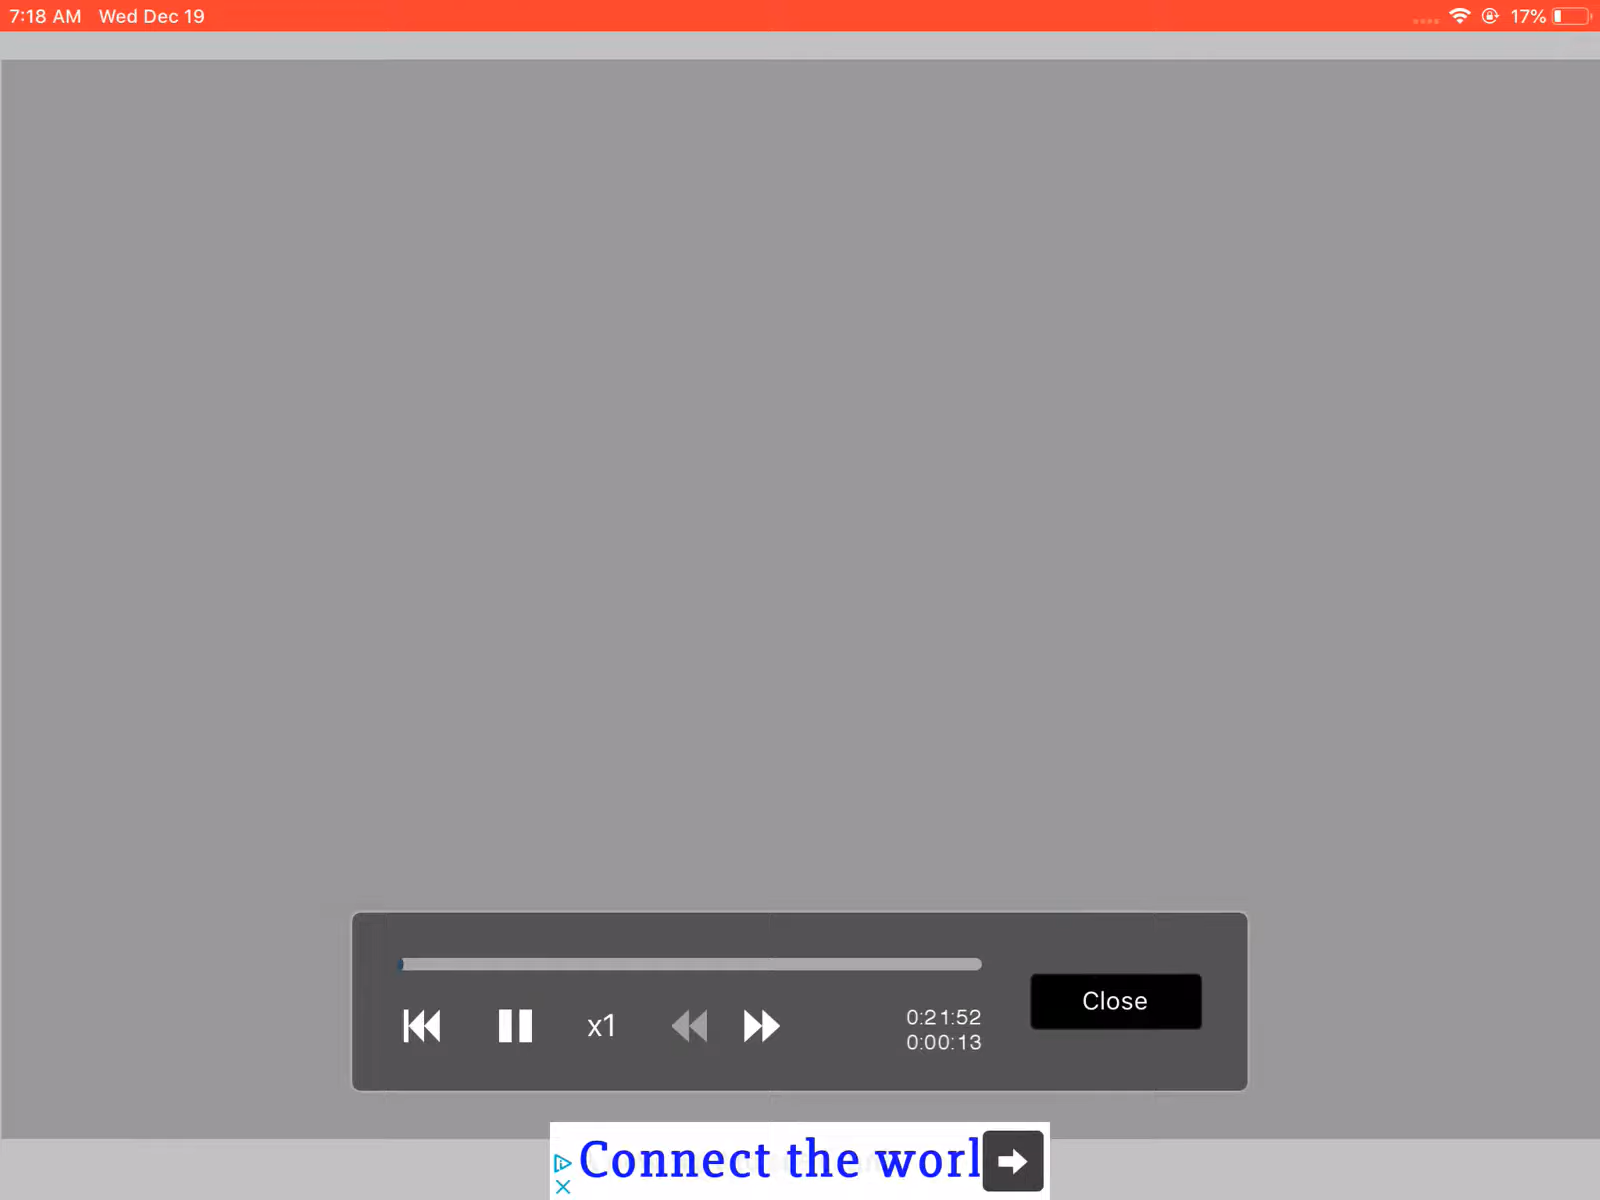 7:18 AM Wed Dec 19 17%
x1
0:21:52
0:00:13
Close
Connect the worl